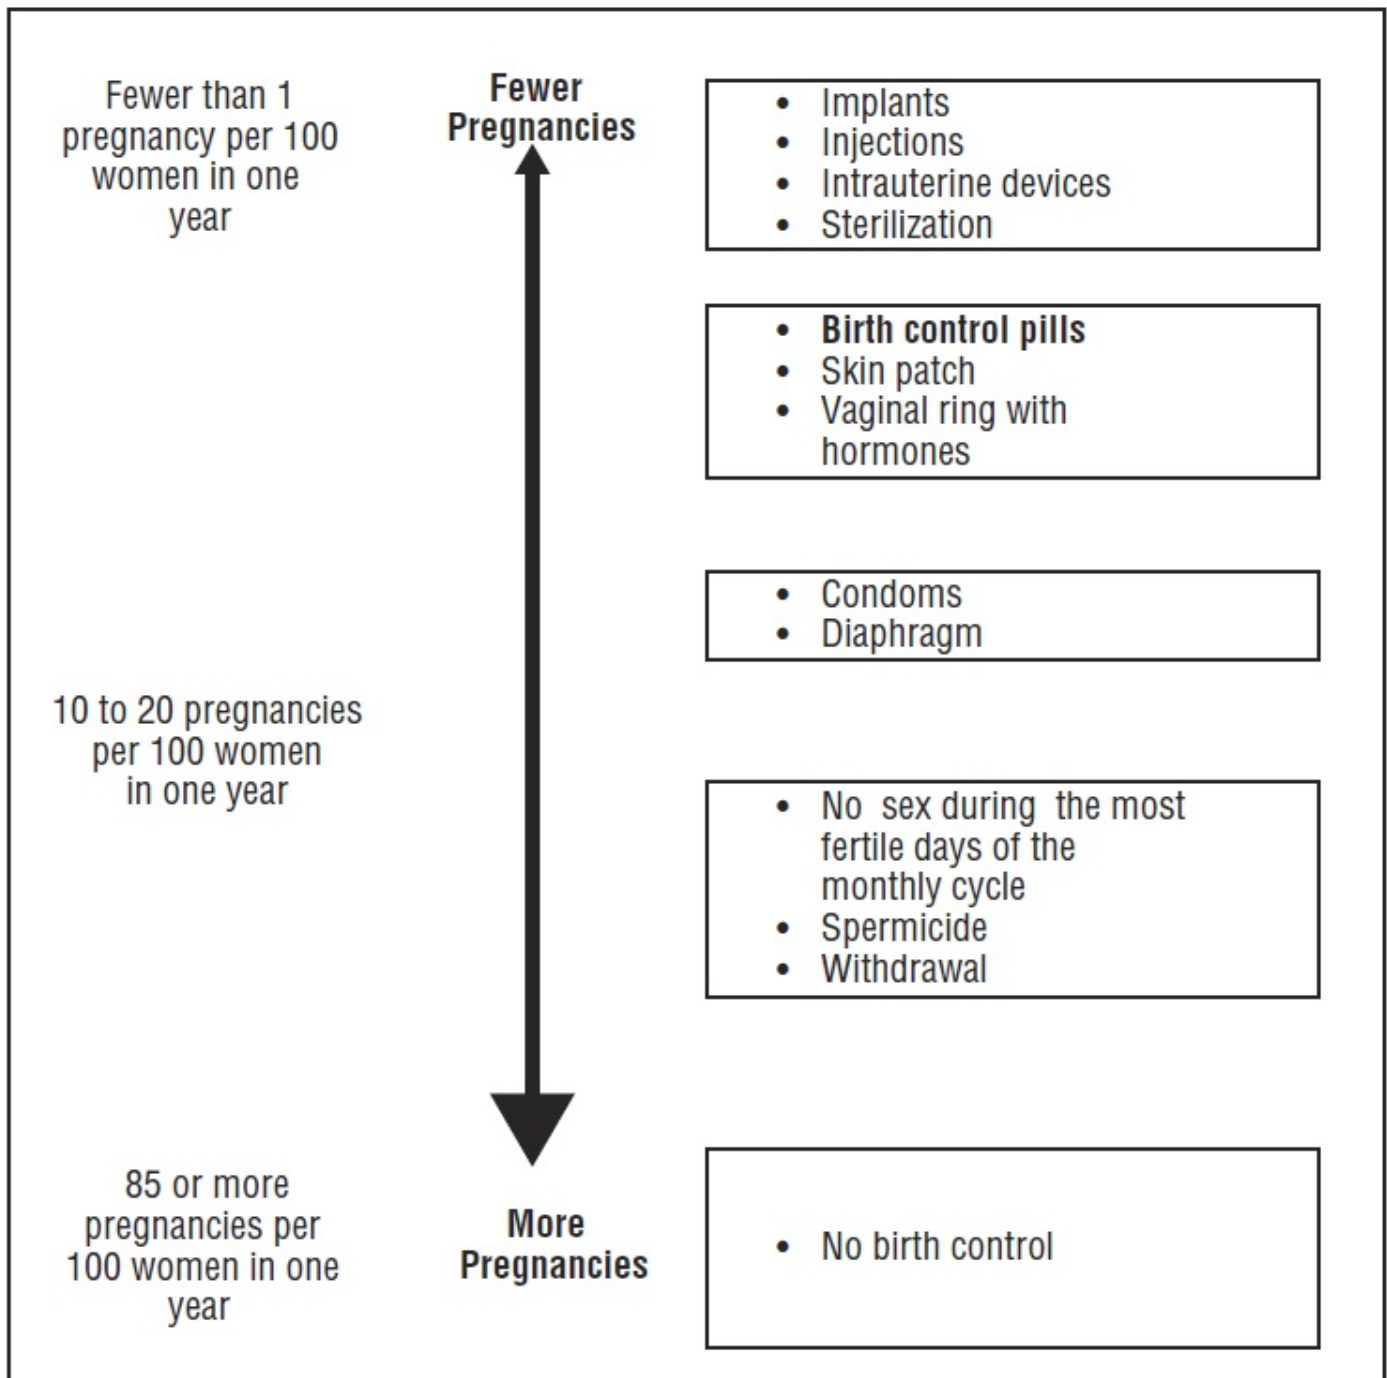 Fewer than 1
pregnancy per 100
women in one
year
Fewer
Pregnancies
• Implants
• Injections
• Intrauterine devices
• Sterilization
• Birth control pills
• Skin patch
• Vaginal ring with
hormones
• Condoms
• Diaphragm
10 to 20 pregnancies
per 100 women
in one year
• No sex during the most
fertile days of the
monthly cycle
• Spermicide
• Withdrawal
85 or more
pregnancies per
100 women in one
year
More
Pregnancies
• No birth control